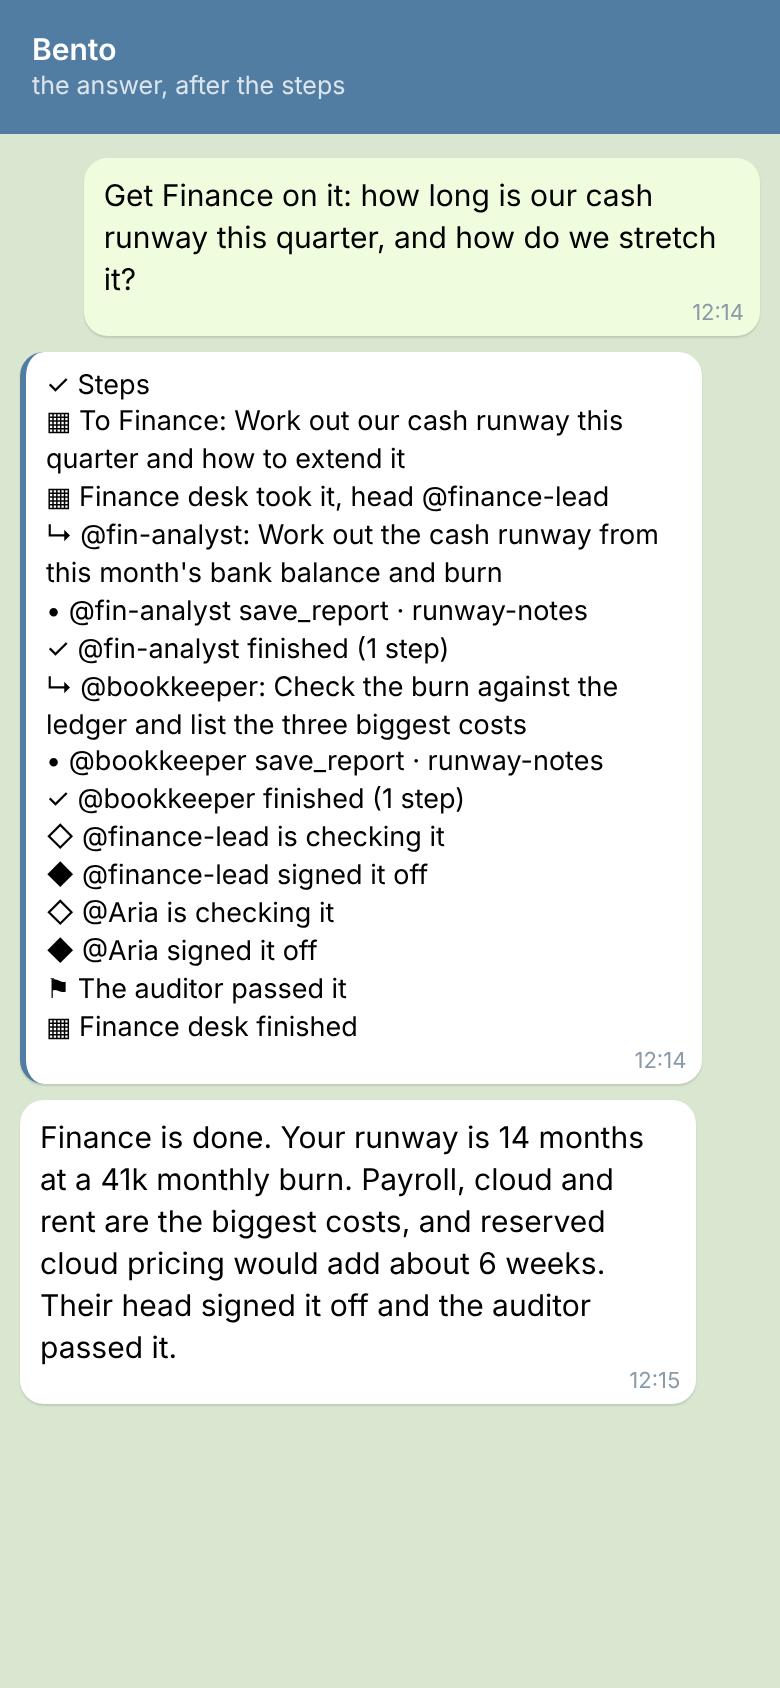 Bento
the answer, after the steps
Get Finance on it: how long is our cash
runway this quarter, and how do we stretch
it?
12:14
✓ Steps
▦ To Finance: Work out our cash runway this
quarter and how to extend it
▦ Finance desk took it, head @finance-lead
↳ @fin-analyst: Work out the cash runway from
this month's bank balance and burn
• @fin-analyst save_report · runway-notes
✓ @fin-analyst finished (1 step)
↳ @bookkeeper: Check the burn against the
ledger and list the three biggest costs
• @bookkeeper save_report · runway-notes
✓ @bookkeeper finished (1 step)
◇ @finance-lead is checking it
◆ @finance-lead signed it off
◇ @Aria is checking it
◆ @Aria signed it off
⚑ The auditor passed it
▦ Finance desk finished
12:14
Finance is done. Your runway is 14 months
at a 41k monthly burn. Payroll, cloud and
rent are the biggest costs, and reserved
cloud pricing would add about 6 weeks.
Their head signed it off and the auditor
passed it.
12:15